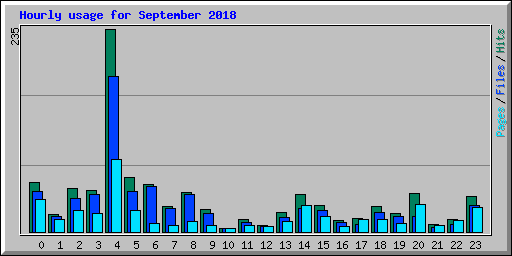 Hourly usage for September 2018
235
Pages/Files/Hits
0 1 2 3 4 5 6 7 8 9 10 11 12 13 14 15 16 17 18 19 20 21 22 23